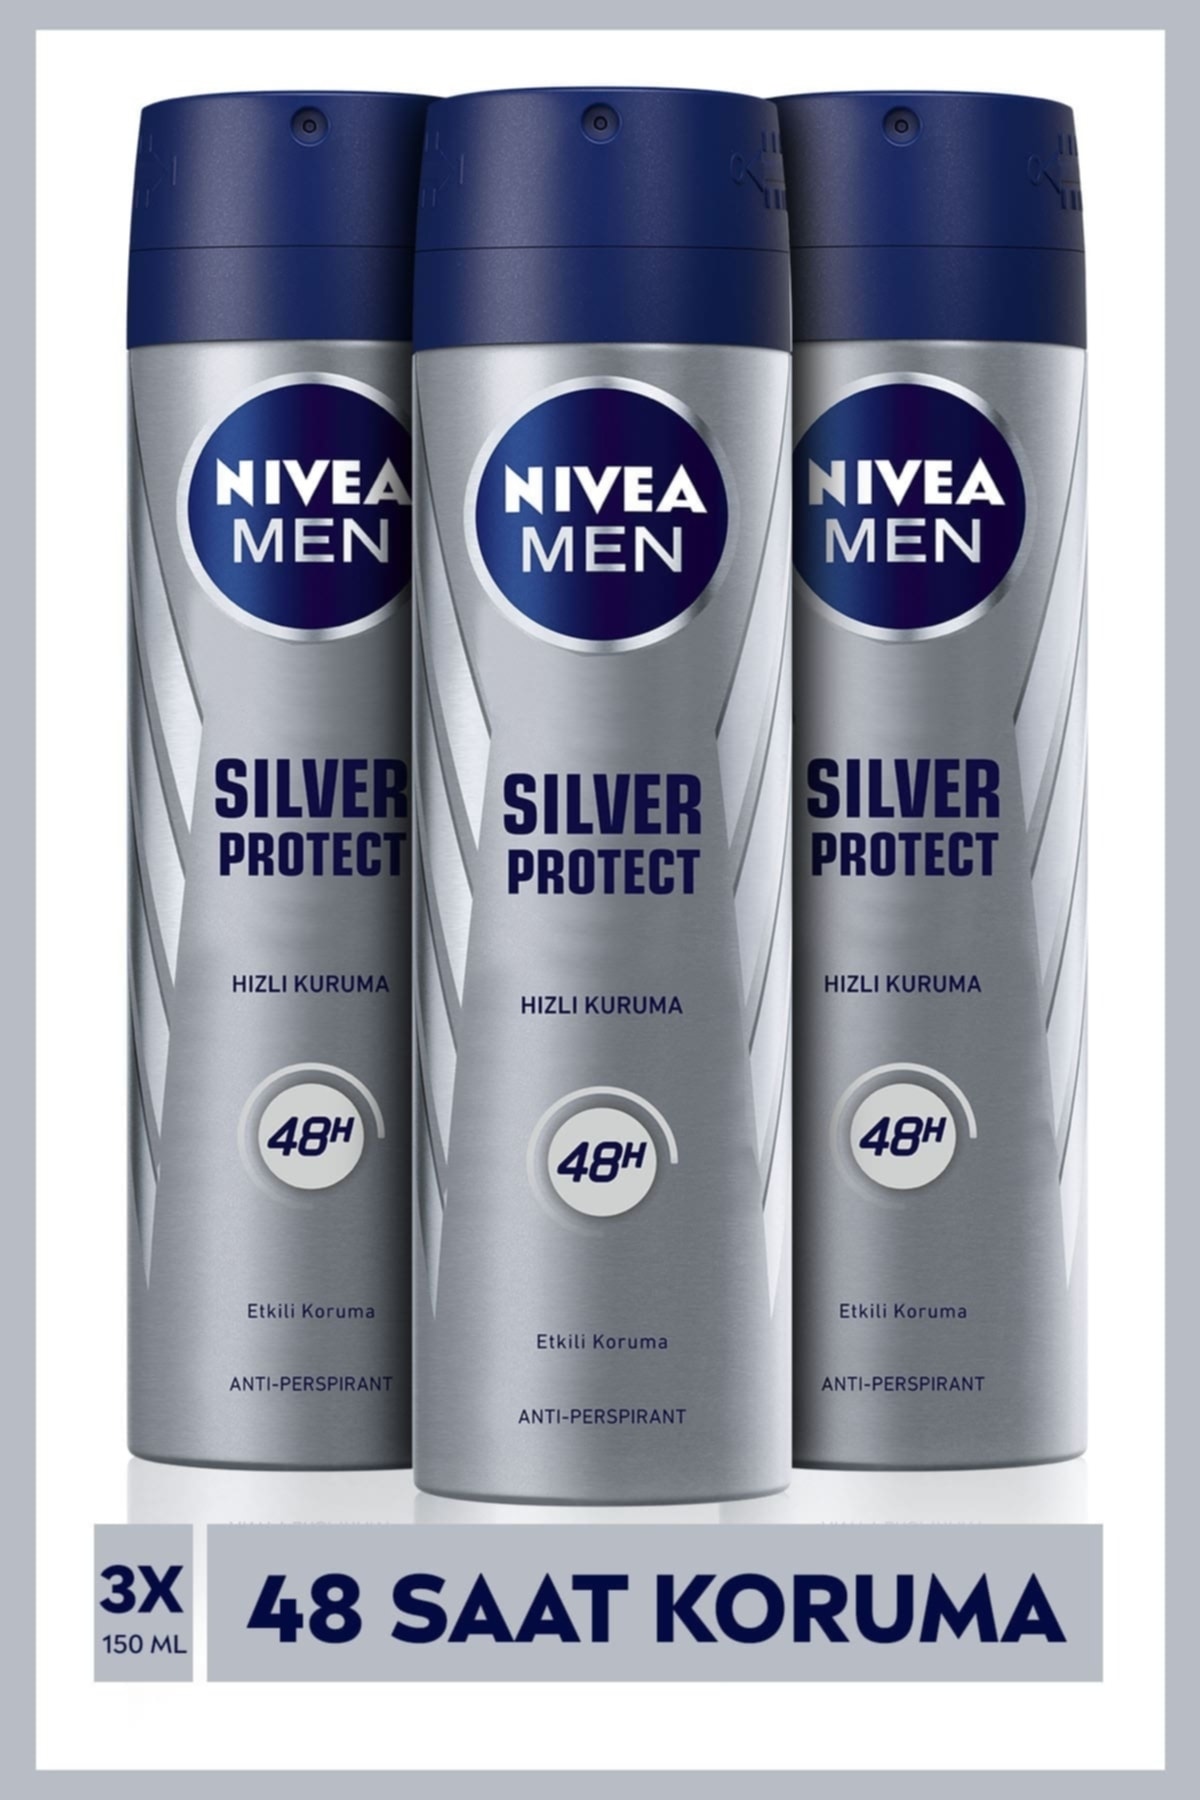 NIVEA
MEN
SILVER
PROTECT
HIZLI KURUMA
48H
Etkili Koruma
ANTI-PERSPIRANT
NIVEA
MEN
SILVER
PROTECT
HIZLI KURUMA
48H
Etkili Koruma
ANTI-PERSPIRANT
NIVEA
MEN
SILVER
PROTECT
HIZLI KURUMA
48H
Etkili Koruma
ANTI-PERSPIRANT
3X
150 ML
48 SAAT KORUMA